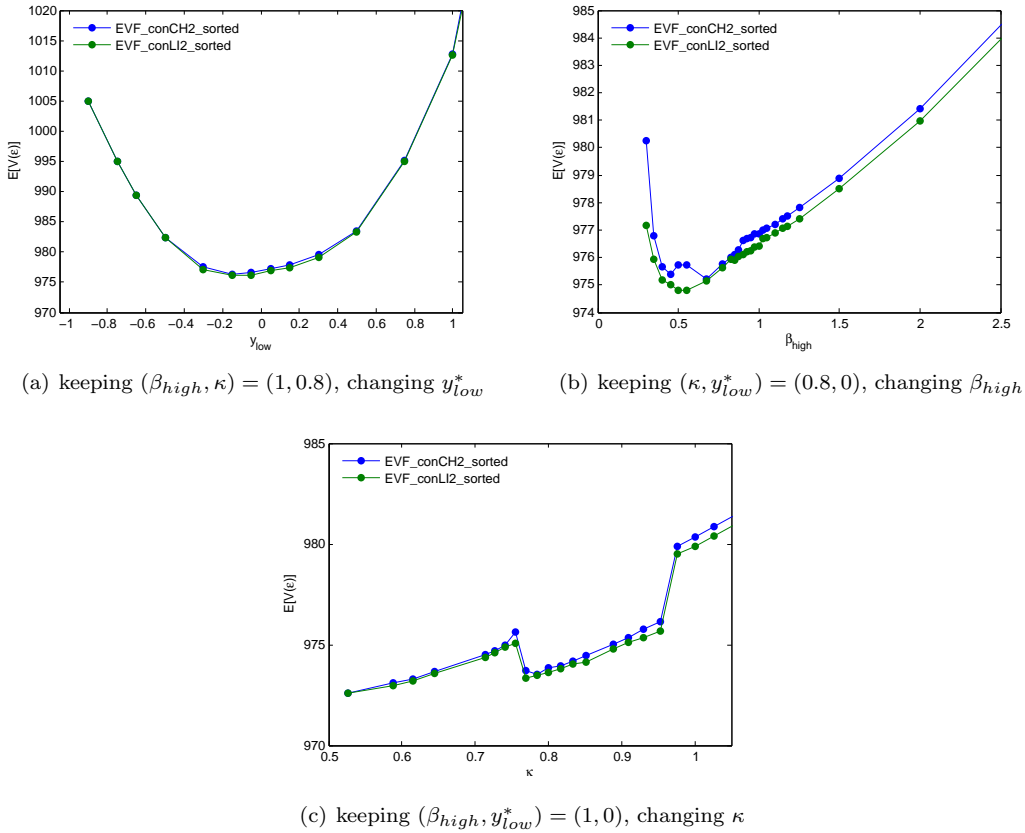 1020
1015
1010
1005
1000
995
990
985
980
975
970
EVF_conCH2_sorted
EVF_conLI2_sorted
E[V(ε)]
−1 −0.8 −0.6 −0.4 −0.2 0 0.2 0.4 0.6 0.8 1
y_low
985
984
983
982
981
980
979
978
977
976
975
974
EVF_conCH2_sorted
EVF_conLI2_sorted
E[V(ε)]
0 0.5 1 1.5 2 2.5
β_high
(a) keeping (β_high, κ) = (1, 0.8), changing y*_low
(b) keeping (κ, y*_low) = (0.8, 0), changing β_high
985
980
975
970
EVF_conCH2_sorted
EVF_conLI2_sorted
E[V(ε)]
0.5 0.6 0.7 0.8 0.9 1
κ
(c) keeping (β_high, y*_low) = (1, 0), changing κ